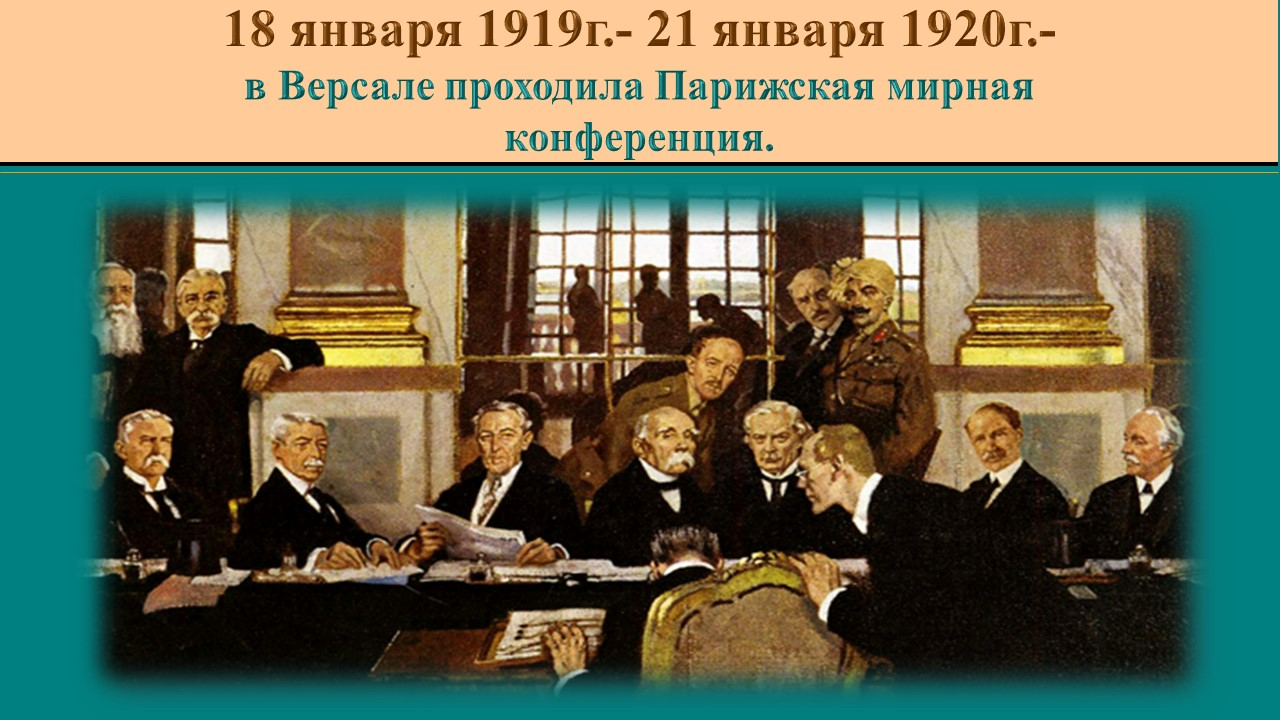 18 января 1919г.- 21 января 1920г.-
в Версале проходила Парижская мирная
конференция.